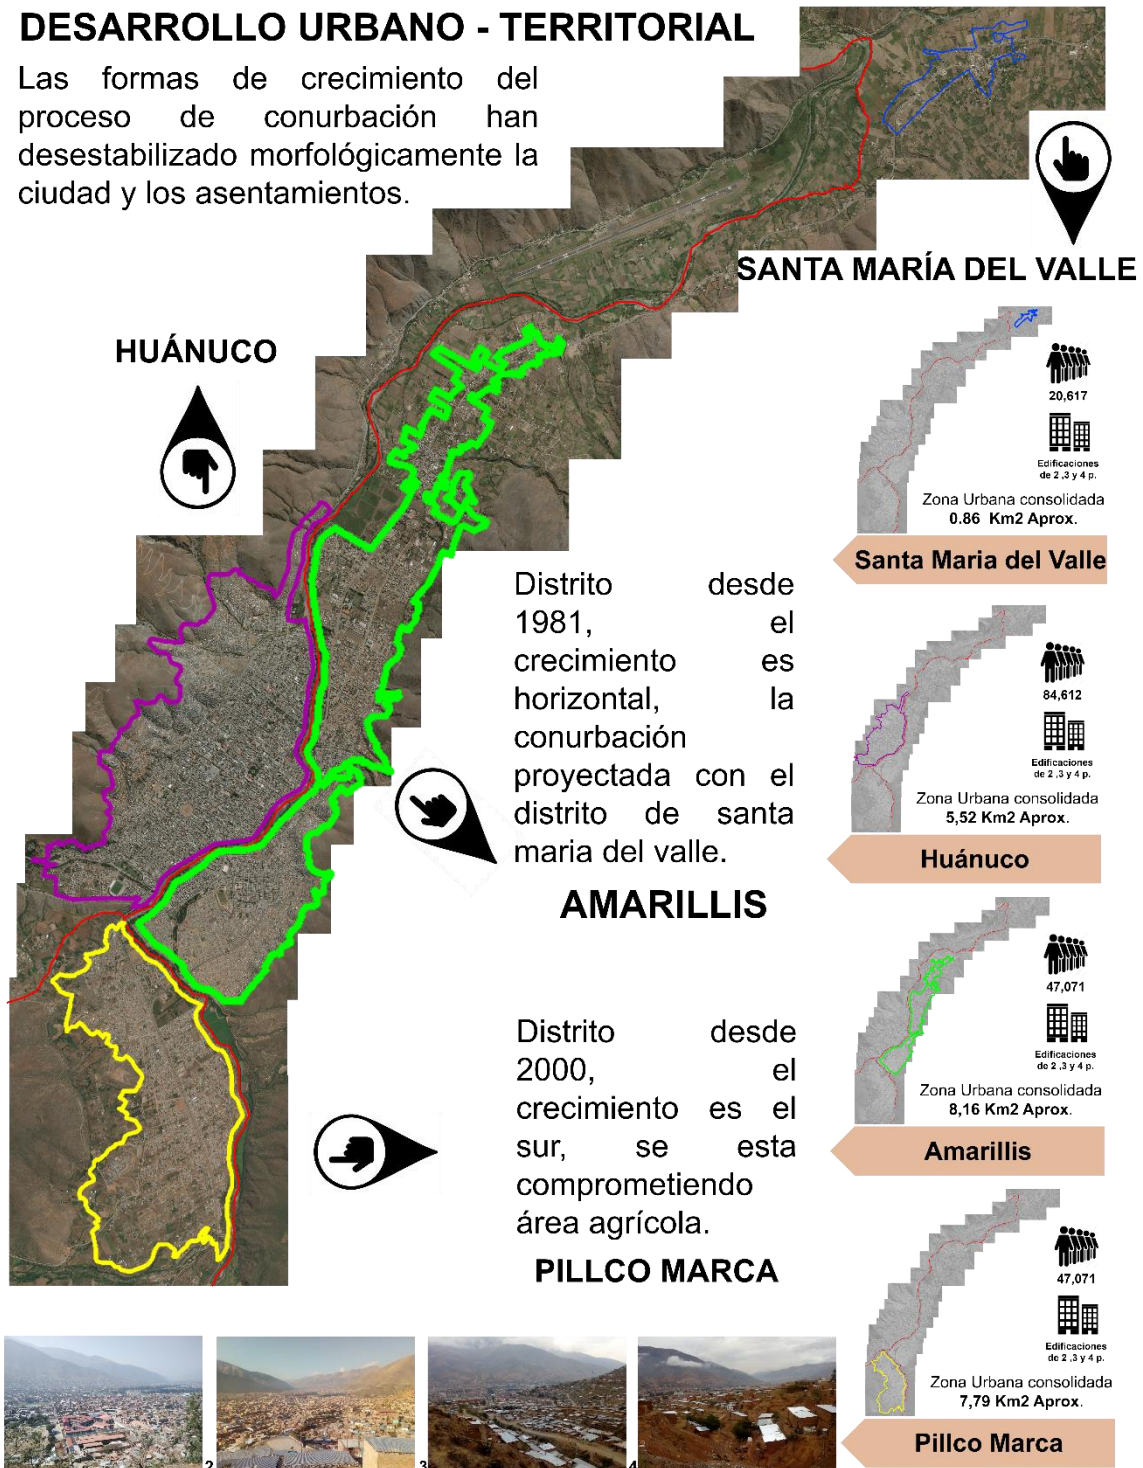 DESARROLLO URBANO - TERRITORIAL
Las formas de crecimiento del
proceso de conurbación han
desestabilizado morfológicamente la
ciudad y los asentamientos.
SANTA MARÍA DEL VALLE
HUÁNUCO
20,617
Edificaciones
de 2 ,3 y 4 p.
Zona Urbana consolidada
0.86 Km2 Aprox.
Santa Maria del Valle
Distrito desde
1981, el
crecimiento es
horizontal, la
conurbación
proyectada con el
distrito de santa
maria del valle.
AMARILLIS
84,612
Edificaciones
de 2 ,3 y 4 p.
Zona Urbana consolidada
5,52 Km2 Aprox.
Huánuco
47,071
Edificaciones
de 2 ,3 y 4 p.
Zona Urbana consolidada
8,16 Km2 Aprox.
Amarillis
Distrito desde
2000, el
crecimiento es el
sur, se esta
comprometiendo
área agrícola.
PILLCO MARCA
47,071
Edificaciones
de 2 ,3 y 4 p.
Zona Urbana consolidada
7,79 Km2 Aprox.
Pillco Marca
2
3
4